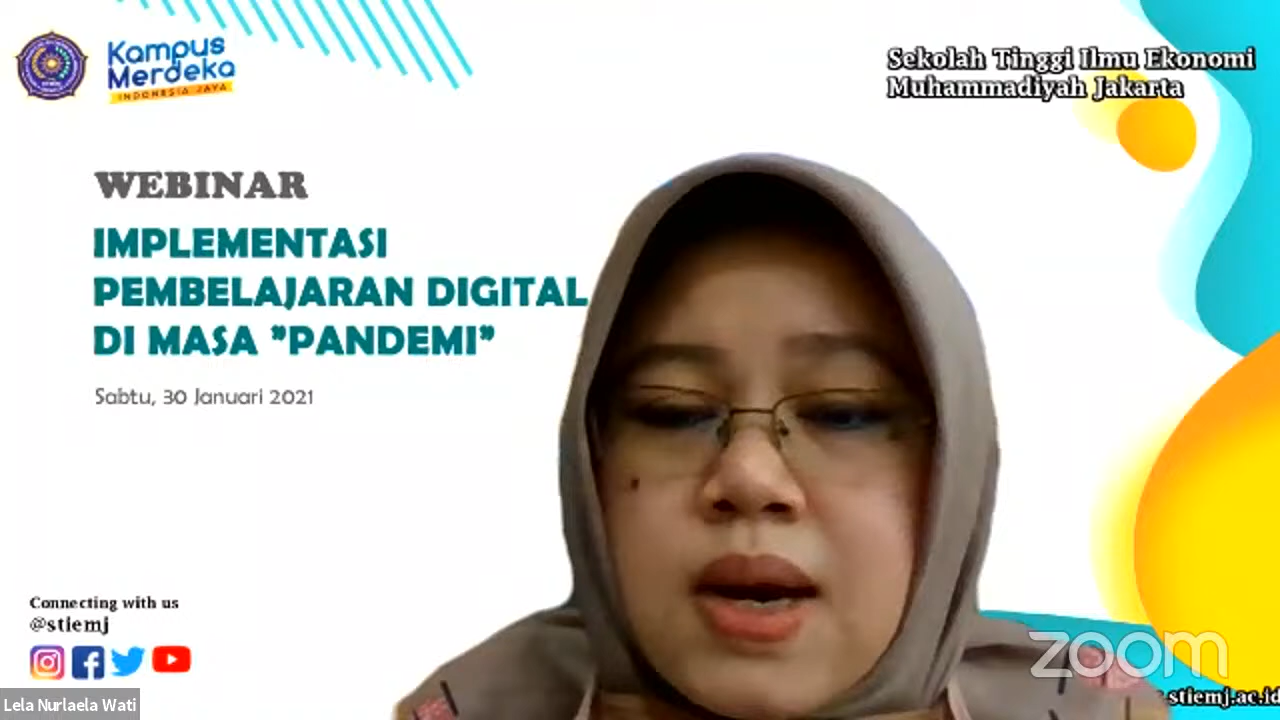 Kampus
Merdeka
INDONESIA JAYA
Sekolah Tinggi Ilmu Ekonomi
Muhammadiyah Jakarta
WEBINAR
IMPLEMENTASI
PEMBELAJARAN DIGITAL
DI MASA "PANDEMI"
Sabtu, 30 Januari 2021
Connecting with us
@stiemj
zoom
stiemj.ac.id
Lela Nurlaela Wati